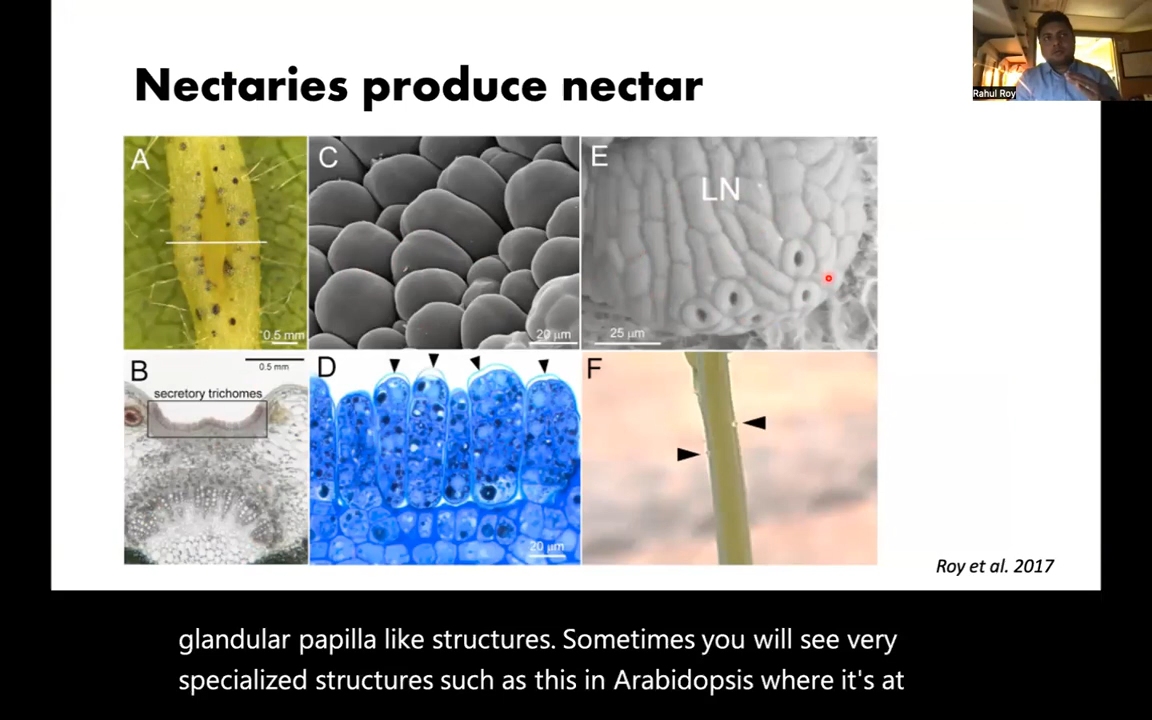 Nectaries produce nectar
Rahul Roy
A
0.5 mm
C
20 µm
E
LN
25 µm
B
0.5 mm
secretory trichomes
D
20 µm
F
Roy et al. 2017
glandular papilla like structures. Sometimes you will see very
specialized structures such as this in Arabidopsis where it's at